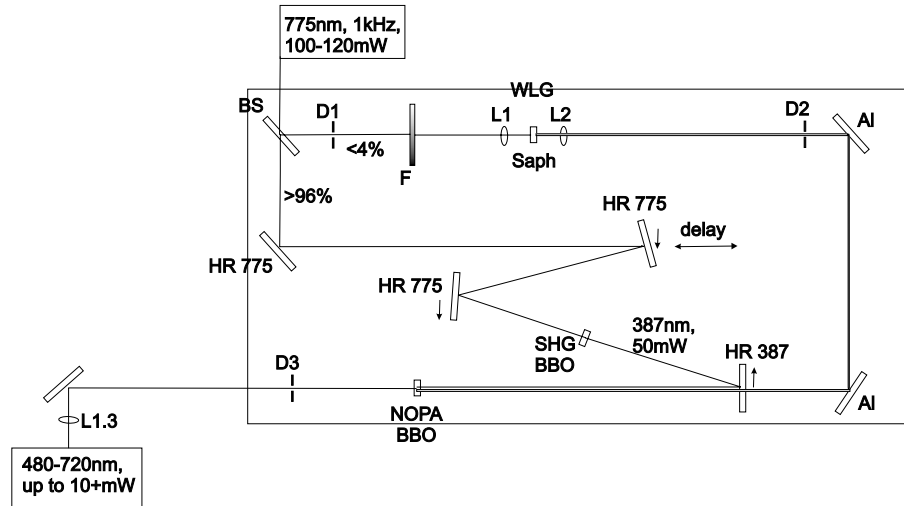 775nm, 1kHz,
100-120mW
WLG
BS
D1
L1
L2
D2
Al
<4%
Saph
F
>96%
HR 775
delay
HR 775
HR 775
387nm,
50mW
SHG
BBO
HR 387
D3
NOPA
BBO
Al
L1.3
480-720nm,
up to 10+mW